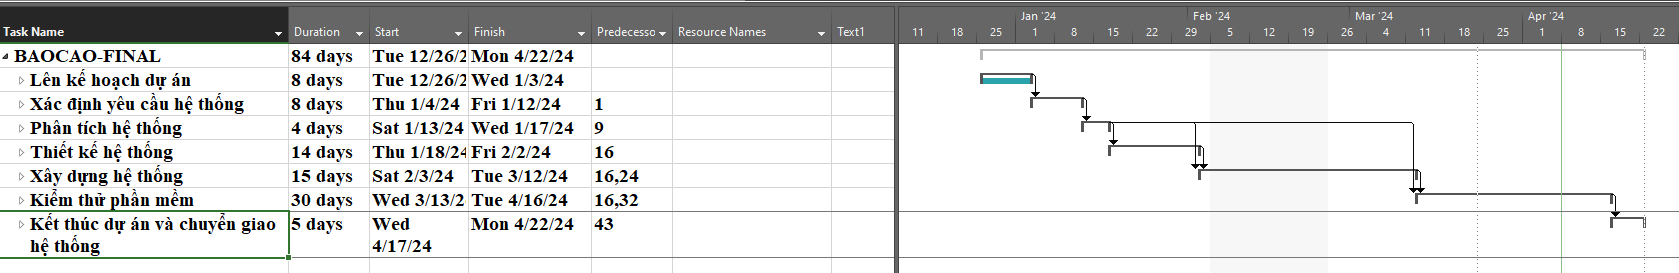 Task Name Duration Start Finish Predecesso Resource Names Text1
Jan '24 Feb '24 Mar '24 Apr '24
11 18 25 1 8 15 22 29 5 12 19 26 4 11 18 25 1 8 15 22
BAOCAO-FINAL 84 days Tue 12/26/2 Mon 4/22/24
Lên kế hoạch dự án 8 days Tue 12/26/2 Wed 1/3/24
Xác định yêu cầu hệ thống 8 days Thu 1/4/24 Fri 1/12/24 1
Phân tích hệ thống 4 days Sat 1/13/24 Wed 1/17/24 9
Thiết kế hệ thống 14 days Thu 1/18/24 Fri 2/2/24 16
Xây dựng hệ thống 15 days Sat 2/3/24 Tue 3/12/24 16,24
Kiểm thử phần mềm 30 days Wed 3/13/2 Tue 4/16/24 16,32
Kết thúc dự án và chuyển giao 5 days Wed Mon 4/22/24 43
hệ thống 4/17/24